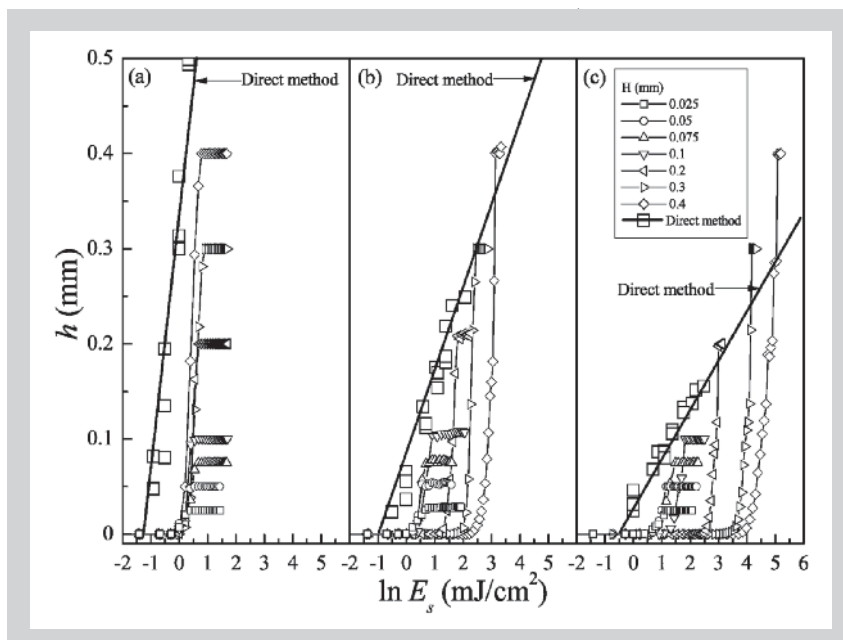 0.5
0.4
0.3
0.2
0.1
0
h (mm)
(a)
Direct method
(b)
Direct method
(c)
H (mm)
0.025
0.05
0.075
0.1
0.2
0.3
0.4
Direct method
Direct method
-2 -1 0 1 2 3 4 5
-2 -1 0 1 2 3 4 5
-2 -1 0 1 2 3 4 5 6
ln Es (mJ/cm²)